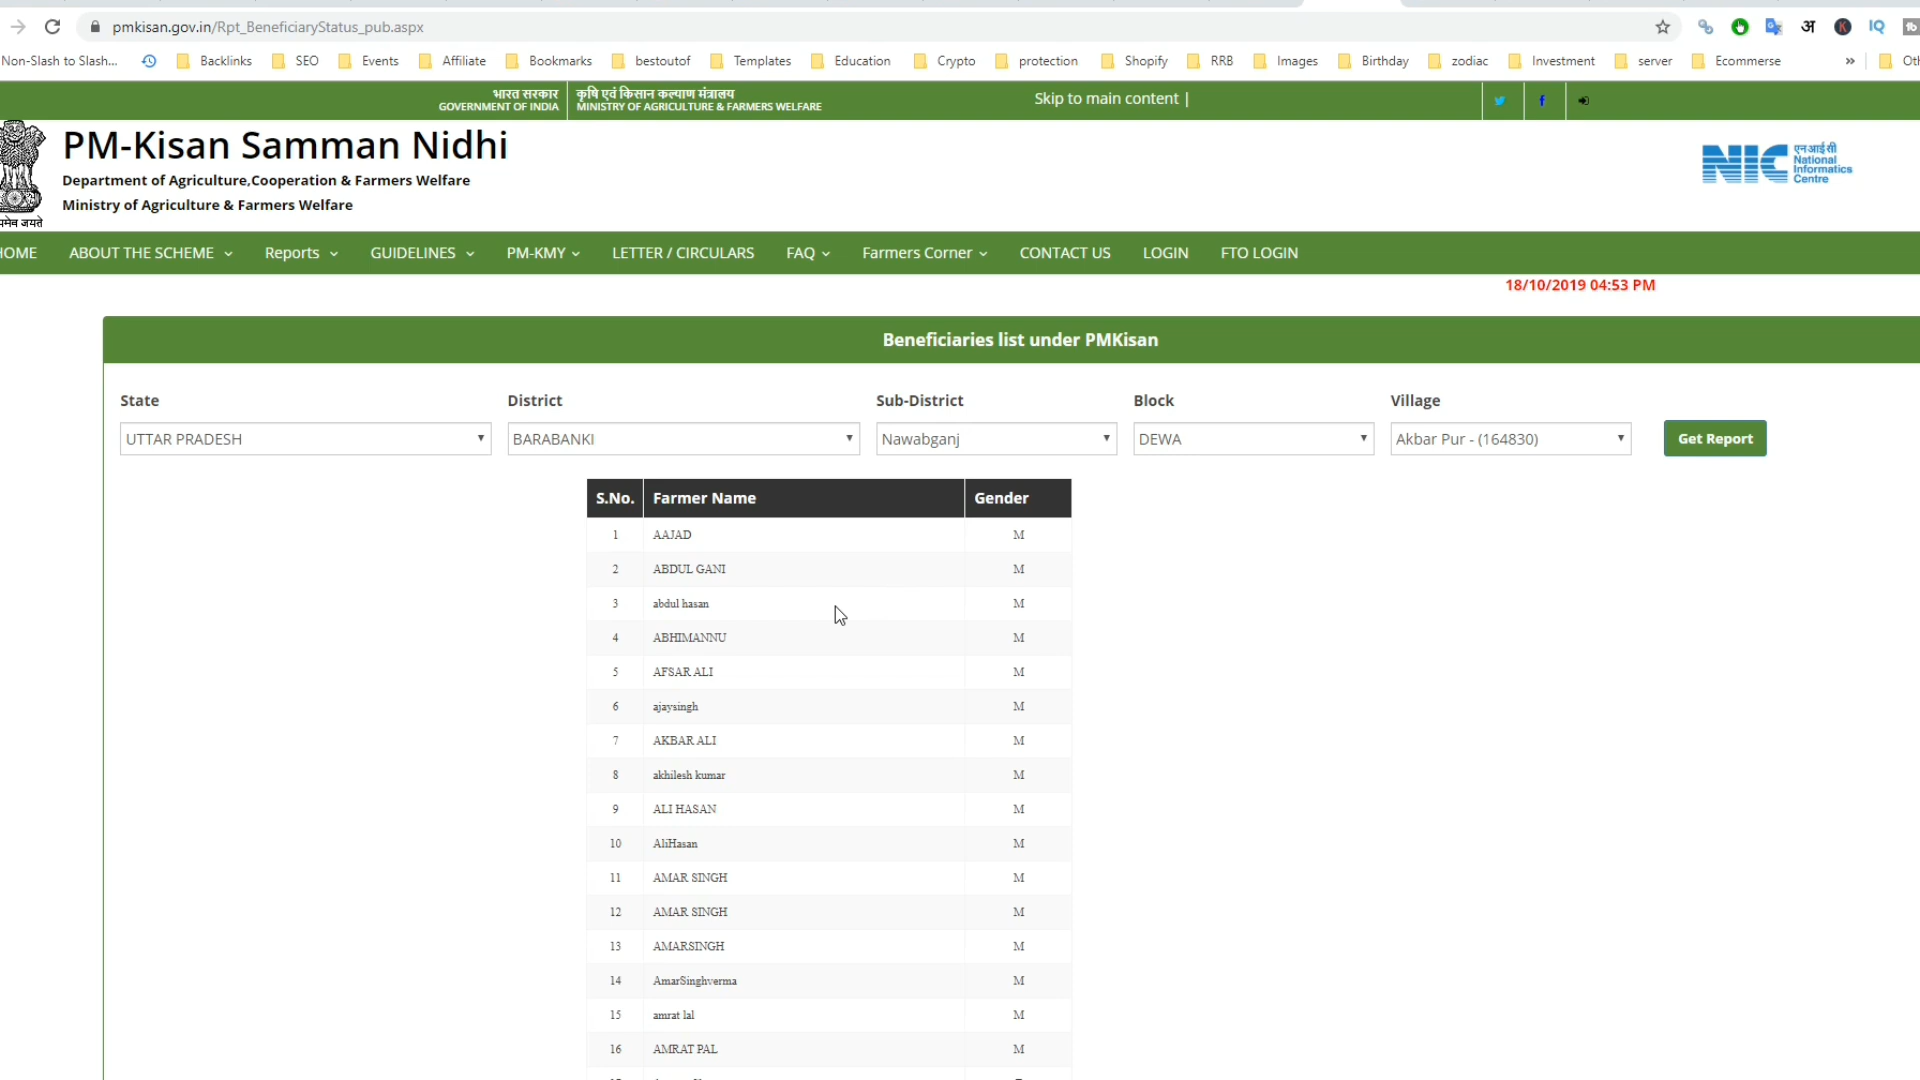 pmkisan.gov.in/Rpt_BeneficiaryStatus_pub.aspx
अ K IQ
Non-Slash to Slash... Backlinks SEO Events Affiliate Bookmarks bestoutof Templates Education Crypto protection Shopify RRB Images Birthday zodiac Investment server Ecommerse » Oth
भारत सरकार
GOVERNMENT OF INDIA
कृषि एवं किसान कल्याण मंत्रालय
MINISTRY OF AGRICULTURE & FARMERS WELFARE
Skip to main content |
PM-Kisan Samman Nidhi
Department of Agriculture,Cooperation & Farmers Welfare
Ministry of Agriculture & Farmers Welfare
NIC एनआईसी
National
Informatics
Centre
HOME ABOUT THE SCHEME Reports GUIDELINES PM-KMY LETTER / CIRCULARS FAQ Farmers Corner CONTACT US LOGIN FTO LOGIN
18/10/2019 04:53 PM
Beneficiaries list under PMKisan
State District Sub-District Block Village
UTTAR PRADESH BARABANKI Nawabganj DEWA Akbar Pur - (164830) Get Report
S.No. Farmer Name Gender
1 AAJAD M
2 ABDUL GANI M
3 abdul hasan M
4 ABHIMANNU M
5 AFSAR ALI M
6 ajaysingh M
7 AKBAR ALI M
8 akhilesh kumar M
9 ALI HASAN M
10 AliHasan M
11 AMAR SINGH M
12 AMAR SINGH M
13 AMARSINGH M
14 AmarSinghverma M
15 amrat lal M
16 AMRAT PAL M